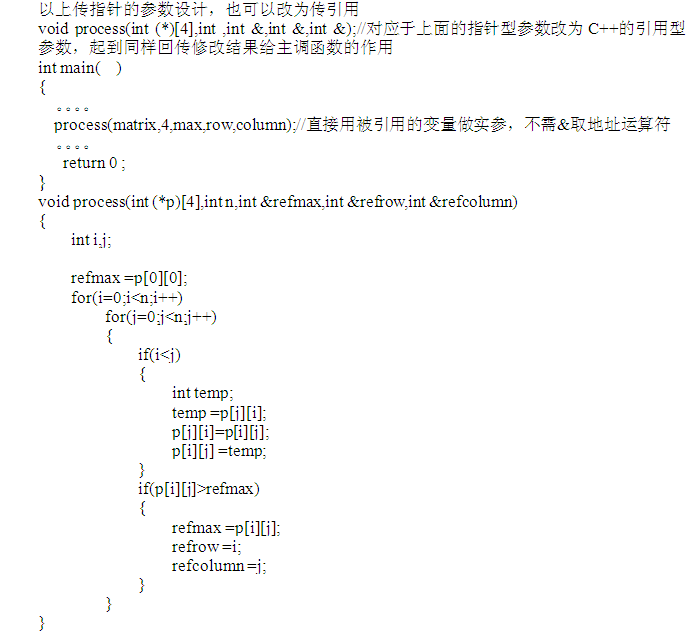 以上传指针的参数设计，也可以改为传引用
void process(int (*)[4],int ,int &,int &,int &);//对应于上面的指针型参数改为 C++的引用型
参数，起到同样回传修改结果给主调函数的作用
int main( )
{
。。。。
process(matrix,4,max,row,column);//直接用被引用的变量做实参，不需&取地址运算符
。。。。
return 0 ;
}
void process(int (*p)[4],int n,int &refmax,int &refrow,int &refcolumn)
{
int i,j;
refmax =p[0][0];
for(i=0;i<n;i++)
for(j=0;j<n;j++)
{
if(i<j)
{
int temp;
temp =p[j][i];
p[j][i]=p[i][j];
p[i][j] =temp;
}
if(p[i][j]>refmax)
{
refmax =p[i][j];
refrow =i;
refcolumn =j;
}
}
}